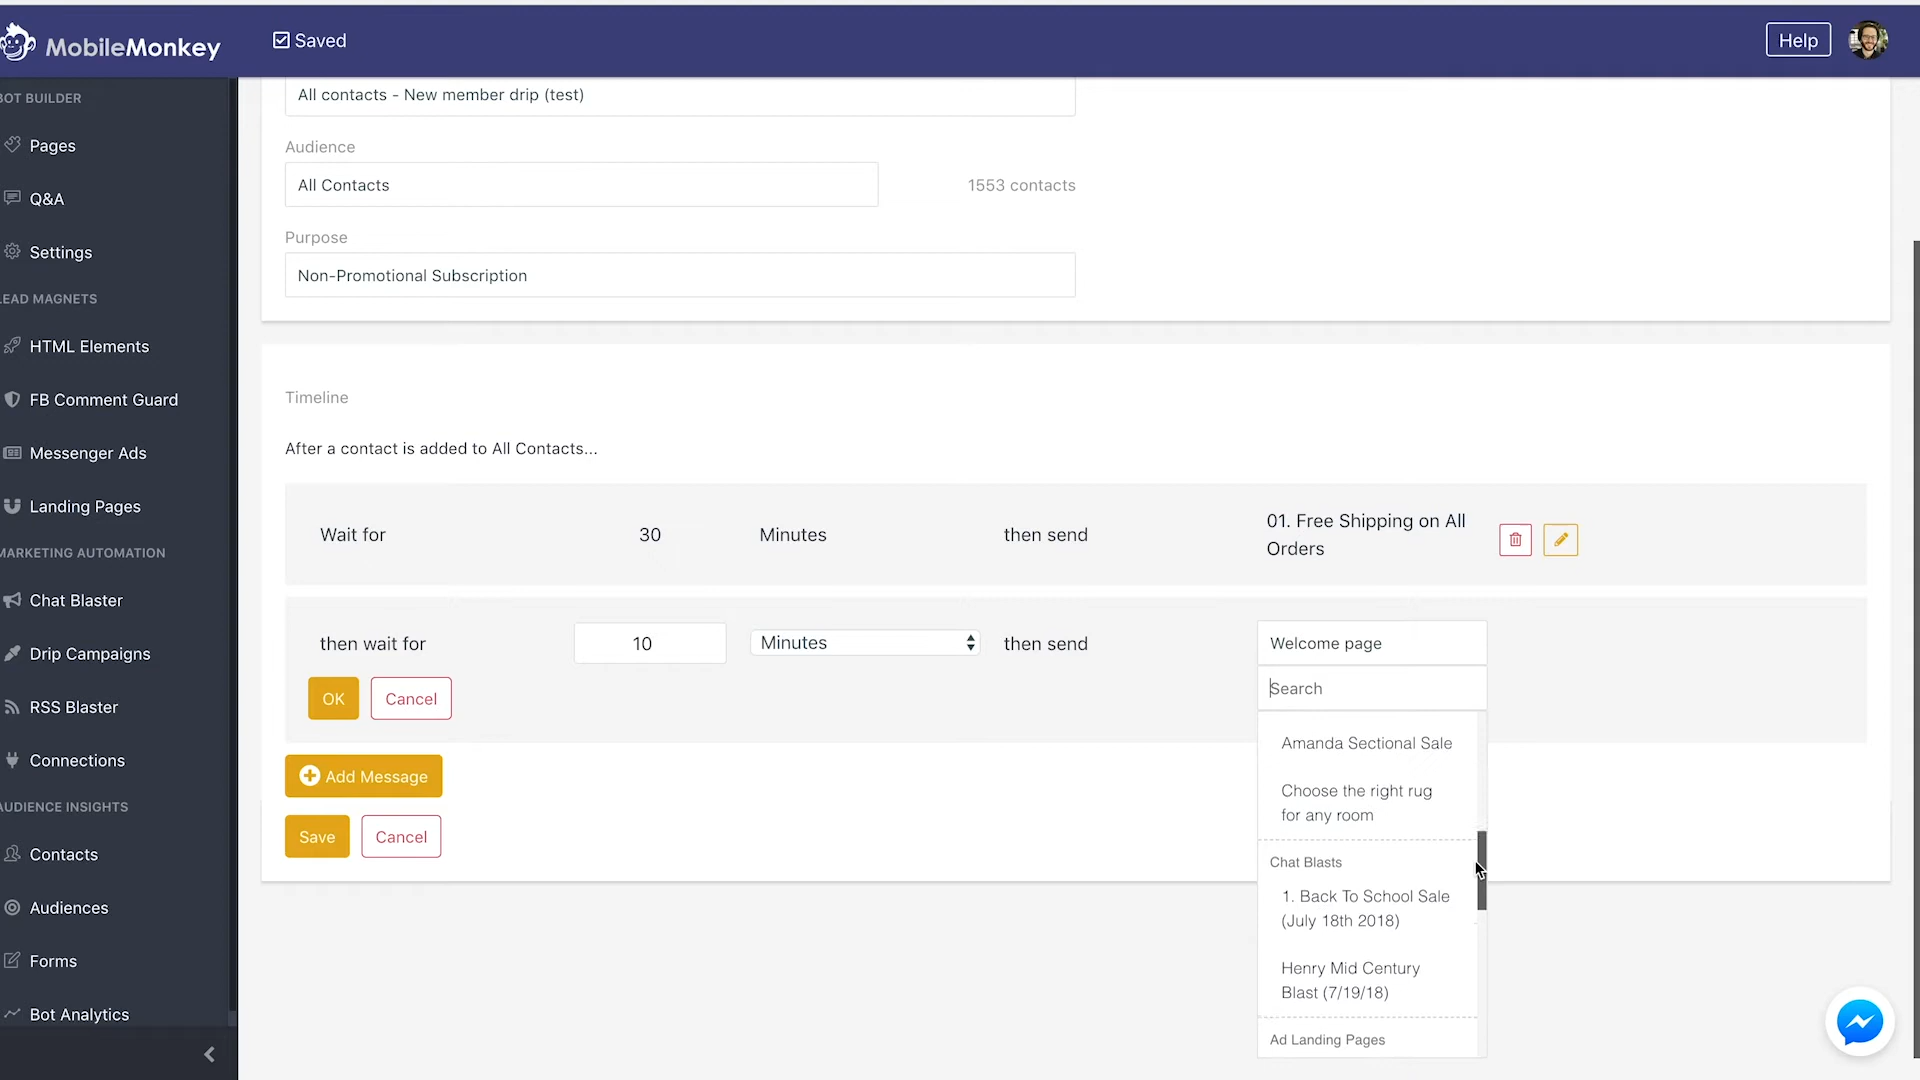 MobileMonkey
Saved
Help
BOT BUILDER
Pages
Q&A
Settings
LEAD MAGNETS
HTML Elements
FB Comment Guard
Messenger Ads
Landing Pages
MARKETING AUTOMATION
Chat Blaster
Drip Campaigns
RSS Blaster
Connections
AUDIENCE INSIGHTS
Contacts
Audiences
Forms
Bot Analytics
All contacts - New member drip (test)
Audience
All Contacts
1553 contacts
Purpose
Non-Promotional Subscription
Timeline
After a contact is added to All Contacts...
Wait for 30 Minutes then send
01. Free Shipping on All
Orders
then wait for 10 Minutes then send Welcome page
OK Cancel
Search
Amanda Sectional Sale
Choose the right rug
for any room
Chat Blasts
1. Back To School Sale
(July 18th 2018)
Henry Mid Century
Blast (7/19/18)
Ad Landing Pages
Add Message
Save Cancel